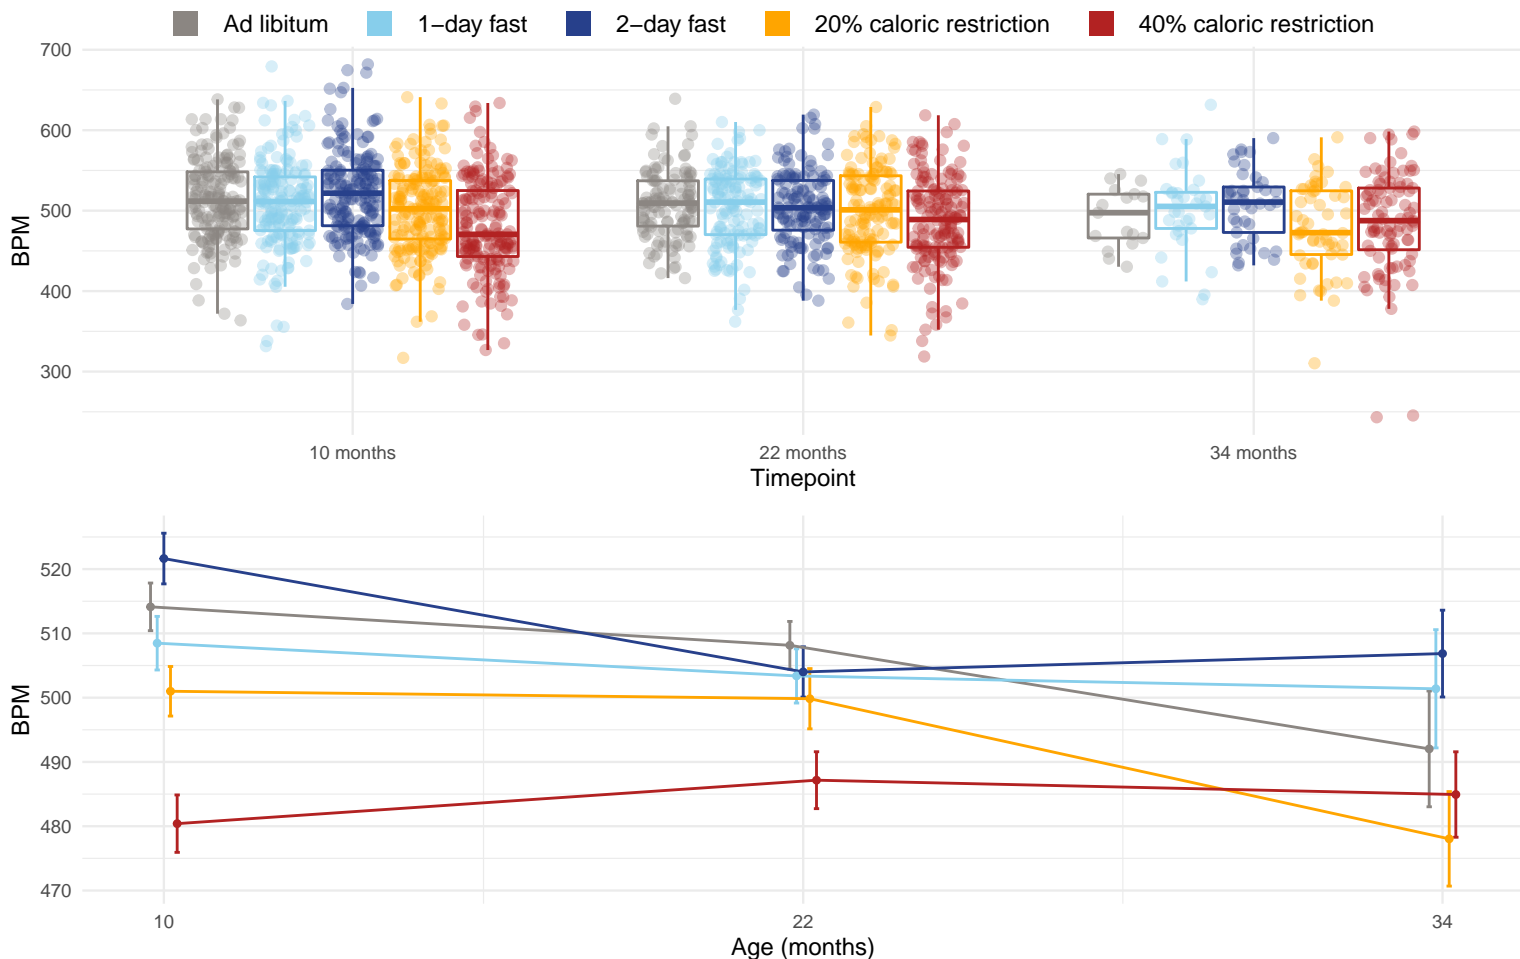 Ad libitum 1−day fast 2−day fast 20% caloric restriction 40% caloric restriction
700
600
500
400
300
BPM
10 months 22 months 34 months
Timepoint
520
510
500
490
480
470
BPM
10 22 34
Age (months)